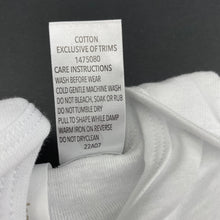 COTTON
EXCLUSIVE OF TRIMS
1475080
CARE INSTRUCTIONS
WASH BEFORE WEAR
COLD GENTLE MACHINE WASH
DO NOT BLEACH, SOAK OR RUB
DO NOT TUMBLE DRY
PULL TO SHAPE WHILE DAMP
WARM IRON ON REVERSE
DO NOT DRYCLEAN
22AO7